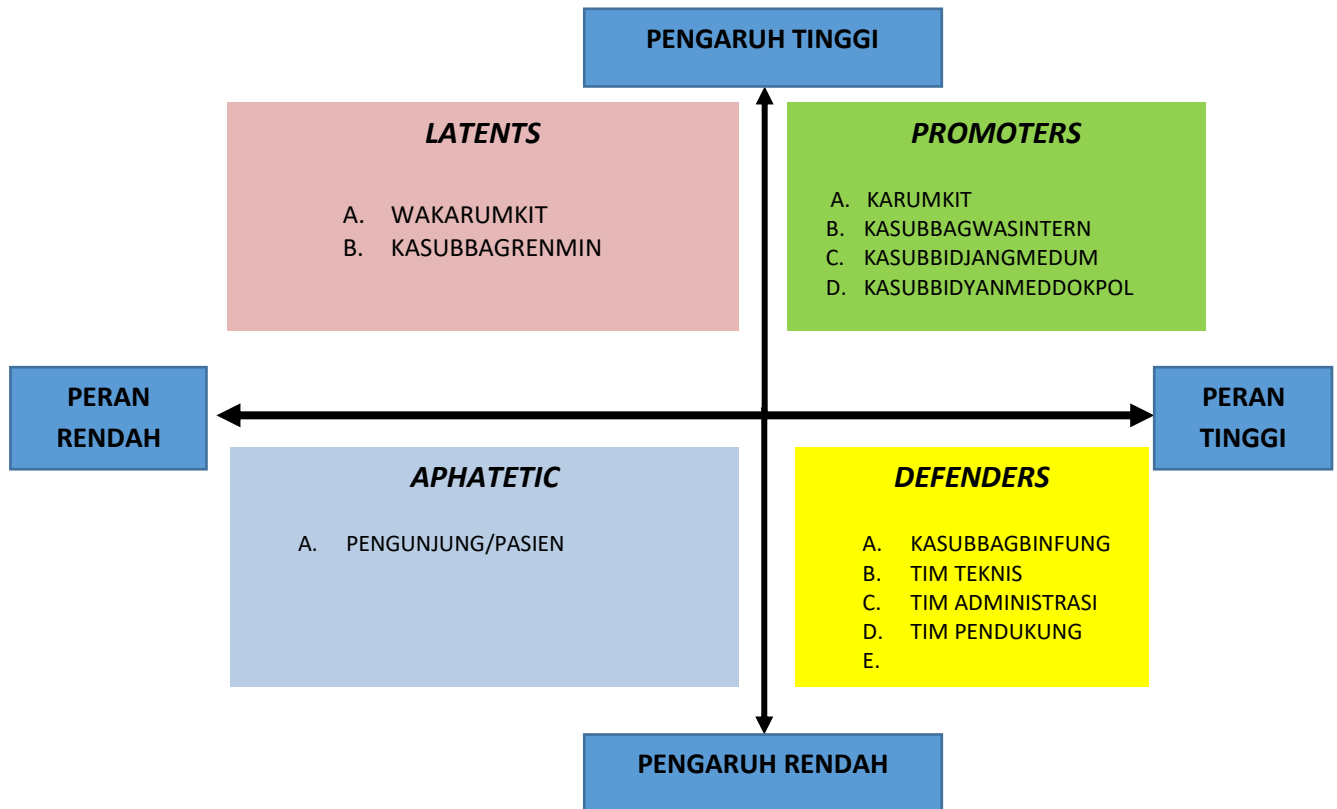 PENGARUH TINGGI
LATENTS
A. WAKARUMKIT
B. KASUBBAGRENMIN
PROMOTERS
A. KARUMKIT
B. KASUBBAGWASINTERN
C. KASUBBIDJANGMEDUM
D. KASUBBIDYANMEDDOKPOL
PERAN
RENDAH
PERAN
TINGGI
APHATETIC
A. PENGUNJUNG/PASIEN
DEFENDERS
A. KASUBBAGBINFUNG
B. TIM TEKNIS
C. TIM ADMINISTRASI
D. TIM PENDUKUNG
E.
PENGARUH RENDAH